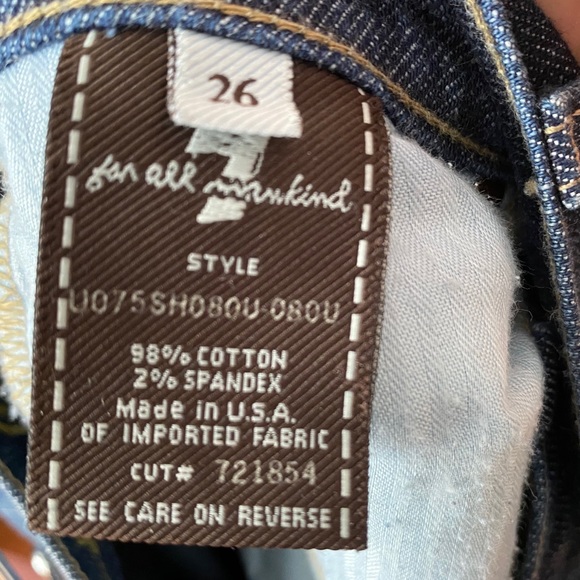 26
7
for all mankind
STYLE
U075SH080U-080U
98% COTTON
2% SPANDEX
Made in U.S.A.
OF IMPORTED FABRIC
CUT# 721854
SEE CARE ON REVERSE